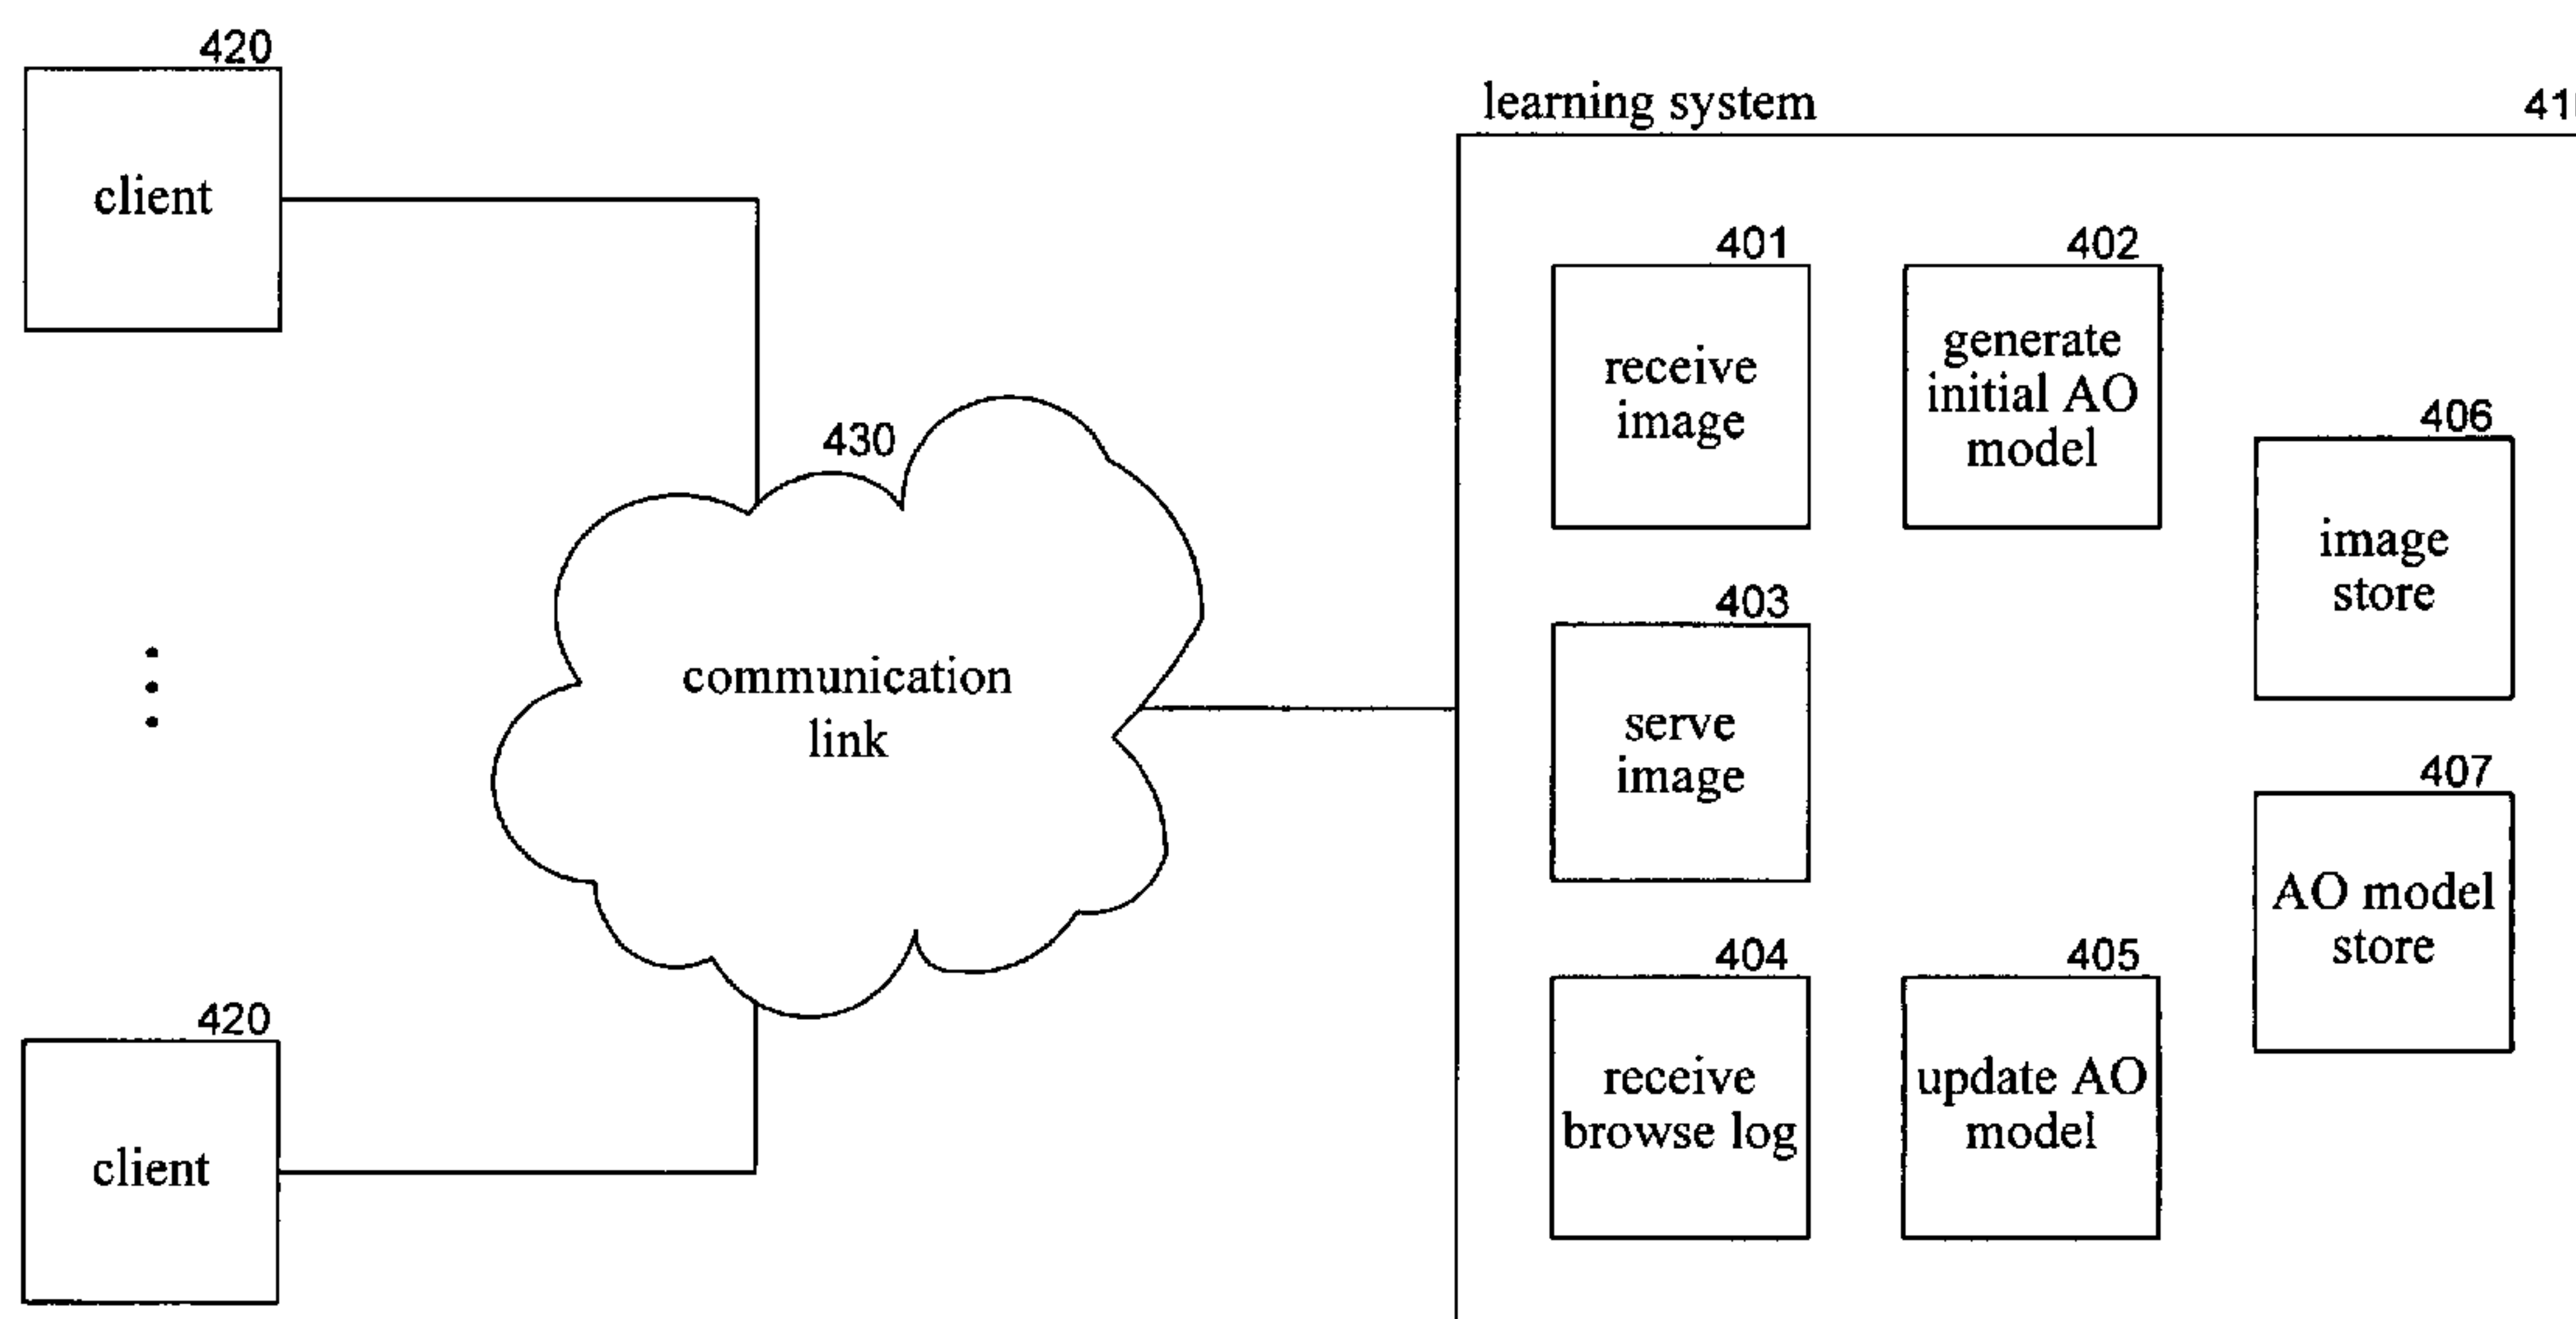 420
client
learning system
401
receive
image
402
generate
initial AO
model
406
image
store
430
communication
link
403
serve
image
407
AO model
store
404
receive
browse log
405
update AO
model
420
client